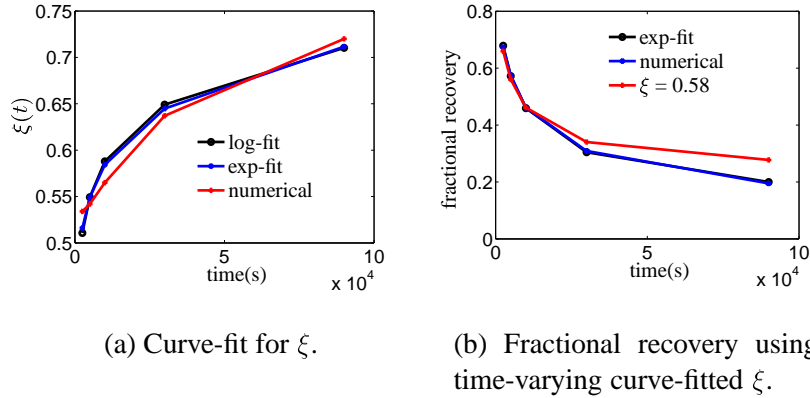 0.75
0.7
0.65
0.6
0.55
0.5
ξ(t)
log-fit
exp-fit
numerical
0
5
10
time(s)
x 10^4
0.8
0.6
0.4
0.2
0
fractional recovery
exp-fit
numerical
ξ = 0.58
0
5
10
time(s)
x 10^4
(a) Curve-fit for ξ.
(b) Fractional recovery using
time-varying curve-fitted ξ.